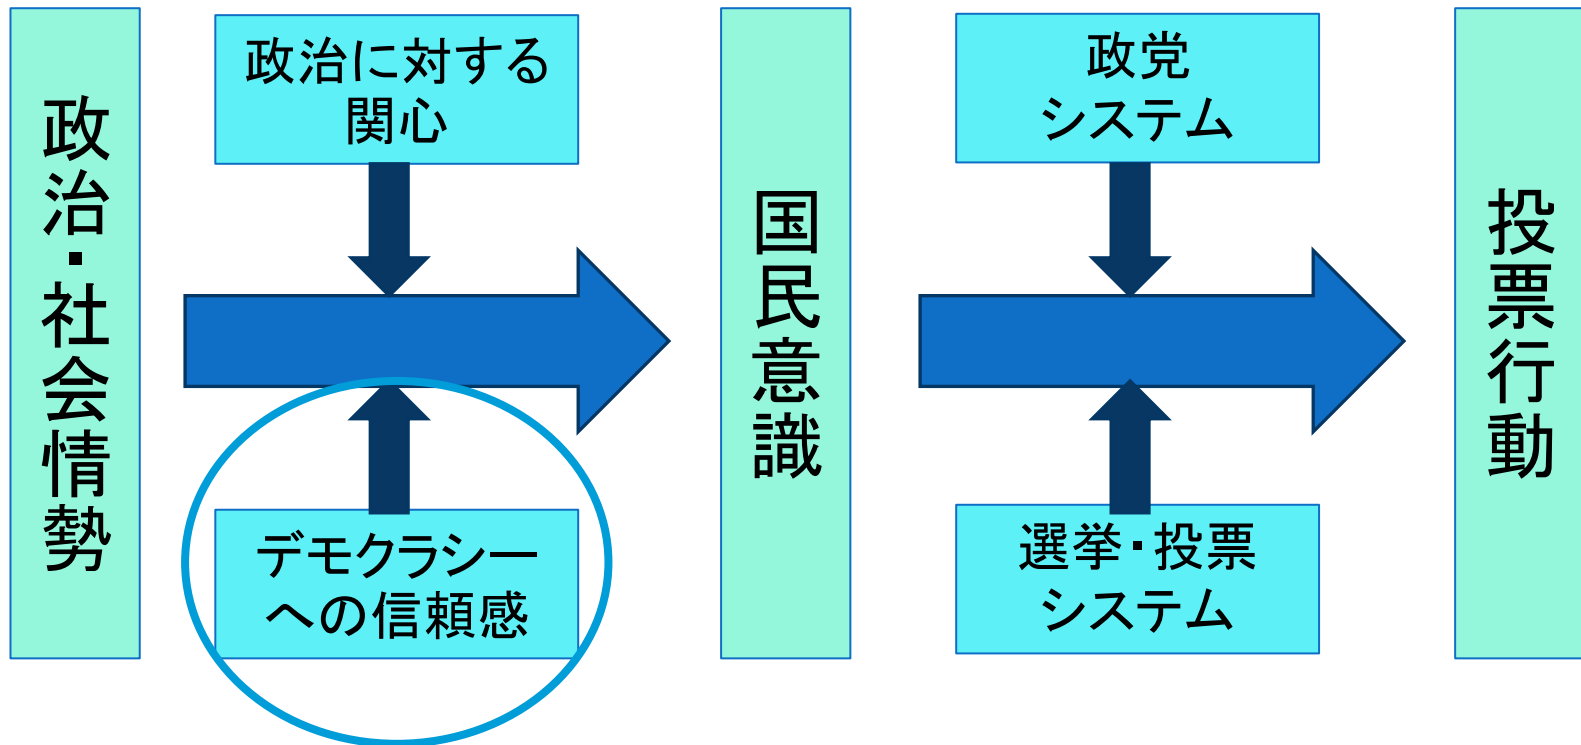 政治・社会情勢
政治に対する
関心
デモクラシー
への信頼感
国民意識
政党
システム
選挙・投票
システム
投票行動